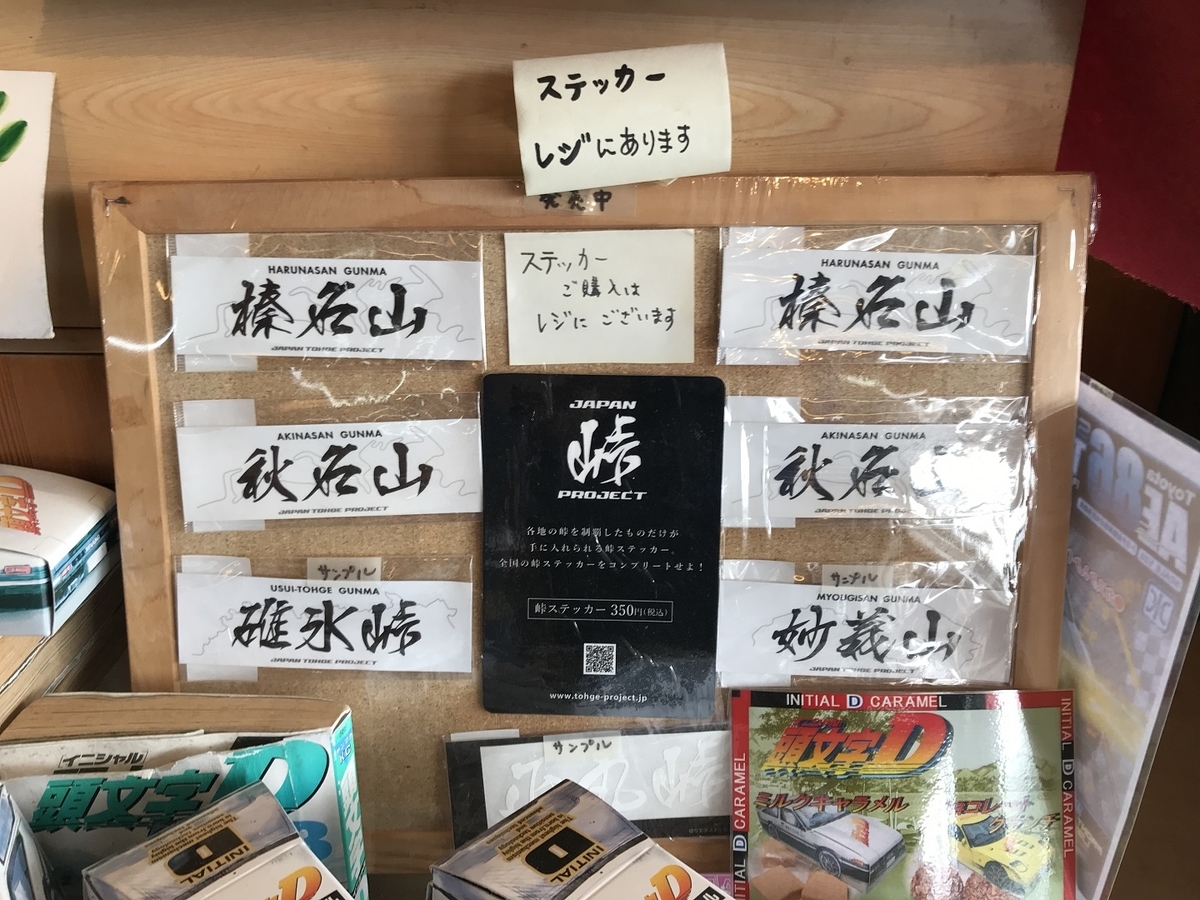 ステッカー
レジにあります
発売中
HARUNASAN GUNMA
榛名山
JAPAN TOHGE PROJECT
ステッカー
ご購入は
レジにございます
HARUNASAN GUNMA
榛名山
JAPAN TOHGE PROJECT
AKINASAN GUNMA
秋名山
JAPAN TOHGE PROJECT
JAPAN
峠
PROJECT
各地の峠を制覇したものだけが
手に入れられる峠ステッカー。
全国の峠ステッカーをコンプリートせよ!
峠ステッカー 350円(税込)
www.tohge-project.jp
AKINASAN GUNMA
秋名山
JAPAN TOHGE PROJECT
サンプル
USUI-TOHGE GUNMA
碓氷峠
JAPAN TOHGE PROJECT
サンプル
MYOUGISAN GUNMA
妙義山
JAPAN TOHGE PROJECT
サンプル
峠
イニシャル
頭文字D
INITIAL D
INITIAL D
INITIAL D CARAMEL
頭文字D
ミルクキャラメル
INITIAL D CARAMEL
D CARAMEL
Toyota
AE86